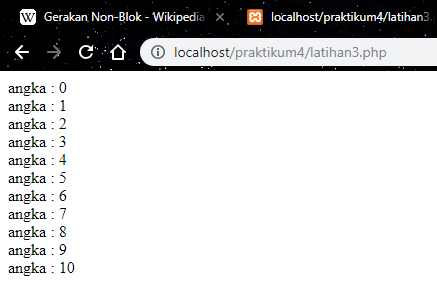 Gerakan Non-Blok - Wikipedia
localhost/praktikum4/latihan3.
localhost/praktikum4/latihan3.php
angka : 0
angka : 1
angka : 2
angka : 3
angka : 4
angka : 5
angka : 6
angka : 7
angka : 8
angka : 9
angka : 10